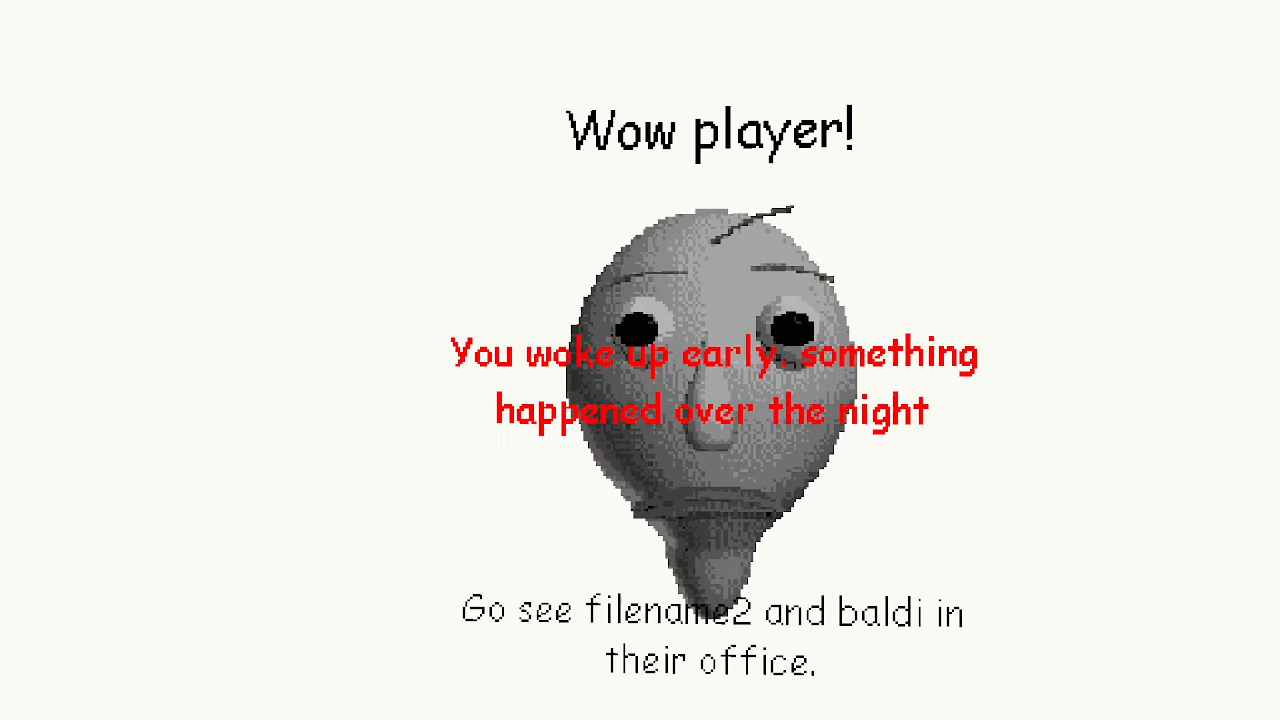 Wow player!
You woke up early, something
happened over the night
Go see filename2 and baldi in
their office.